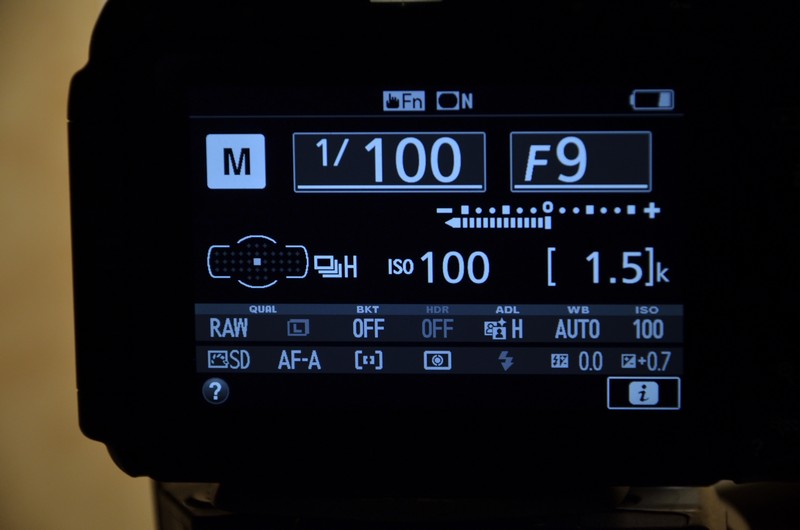 Fn N
M 1/100 F9
− 0 +
H ISO 100 [ 1.5]k
QUAL BKT HDR ADL WB ISO
RAW L OFF OFF H AUTO 100
SD AF-A [ ] 0.0 +0.7
? i